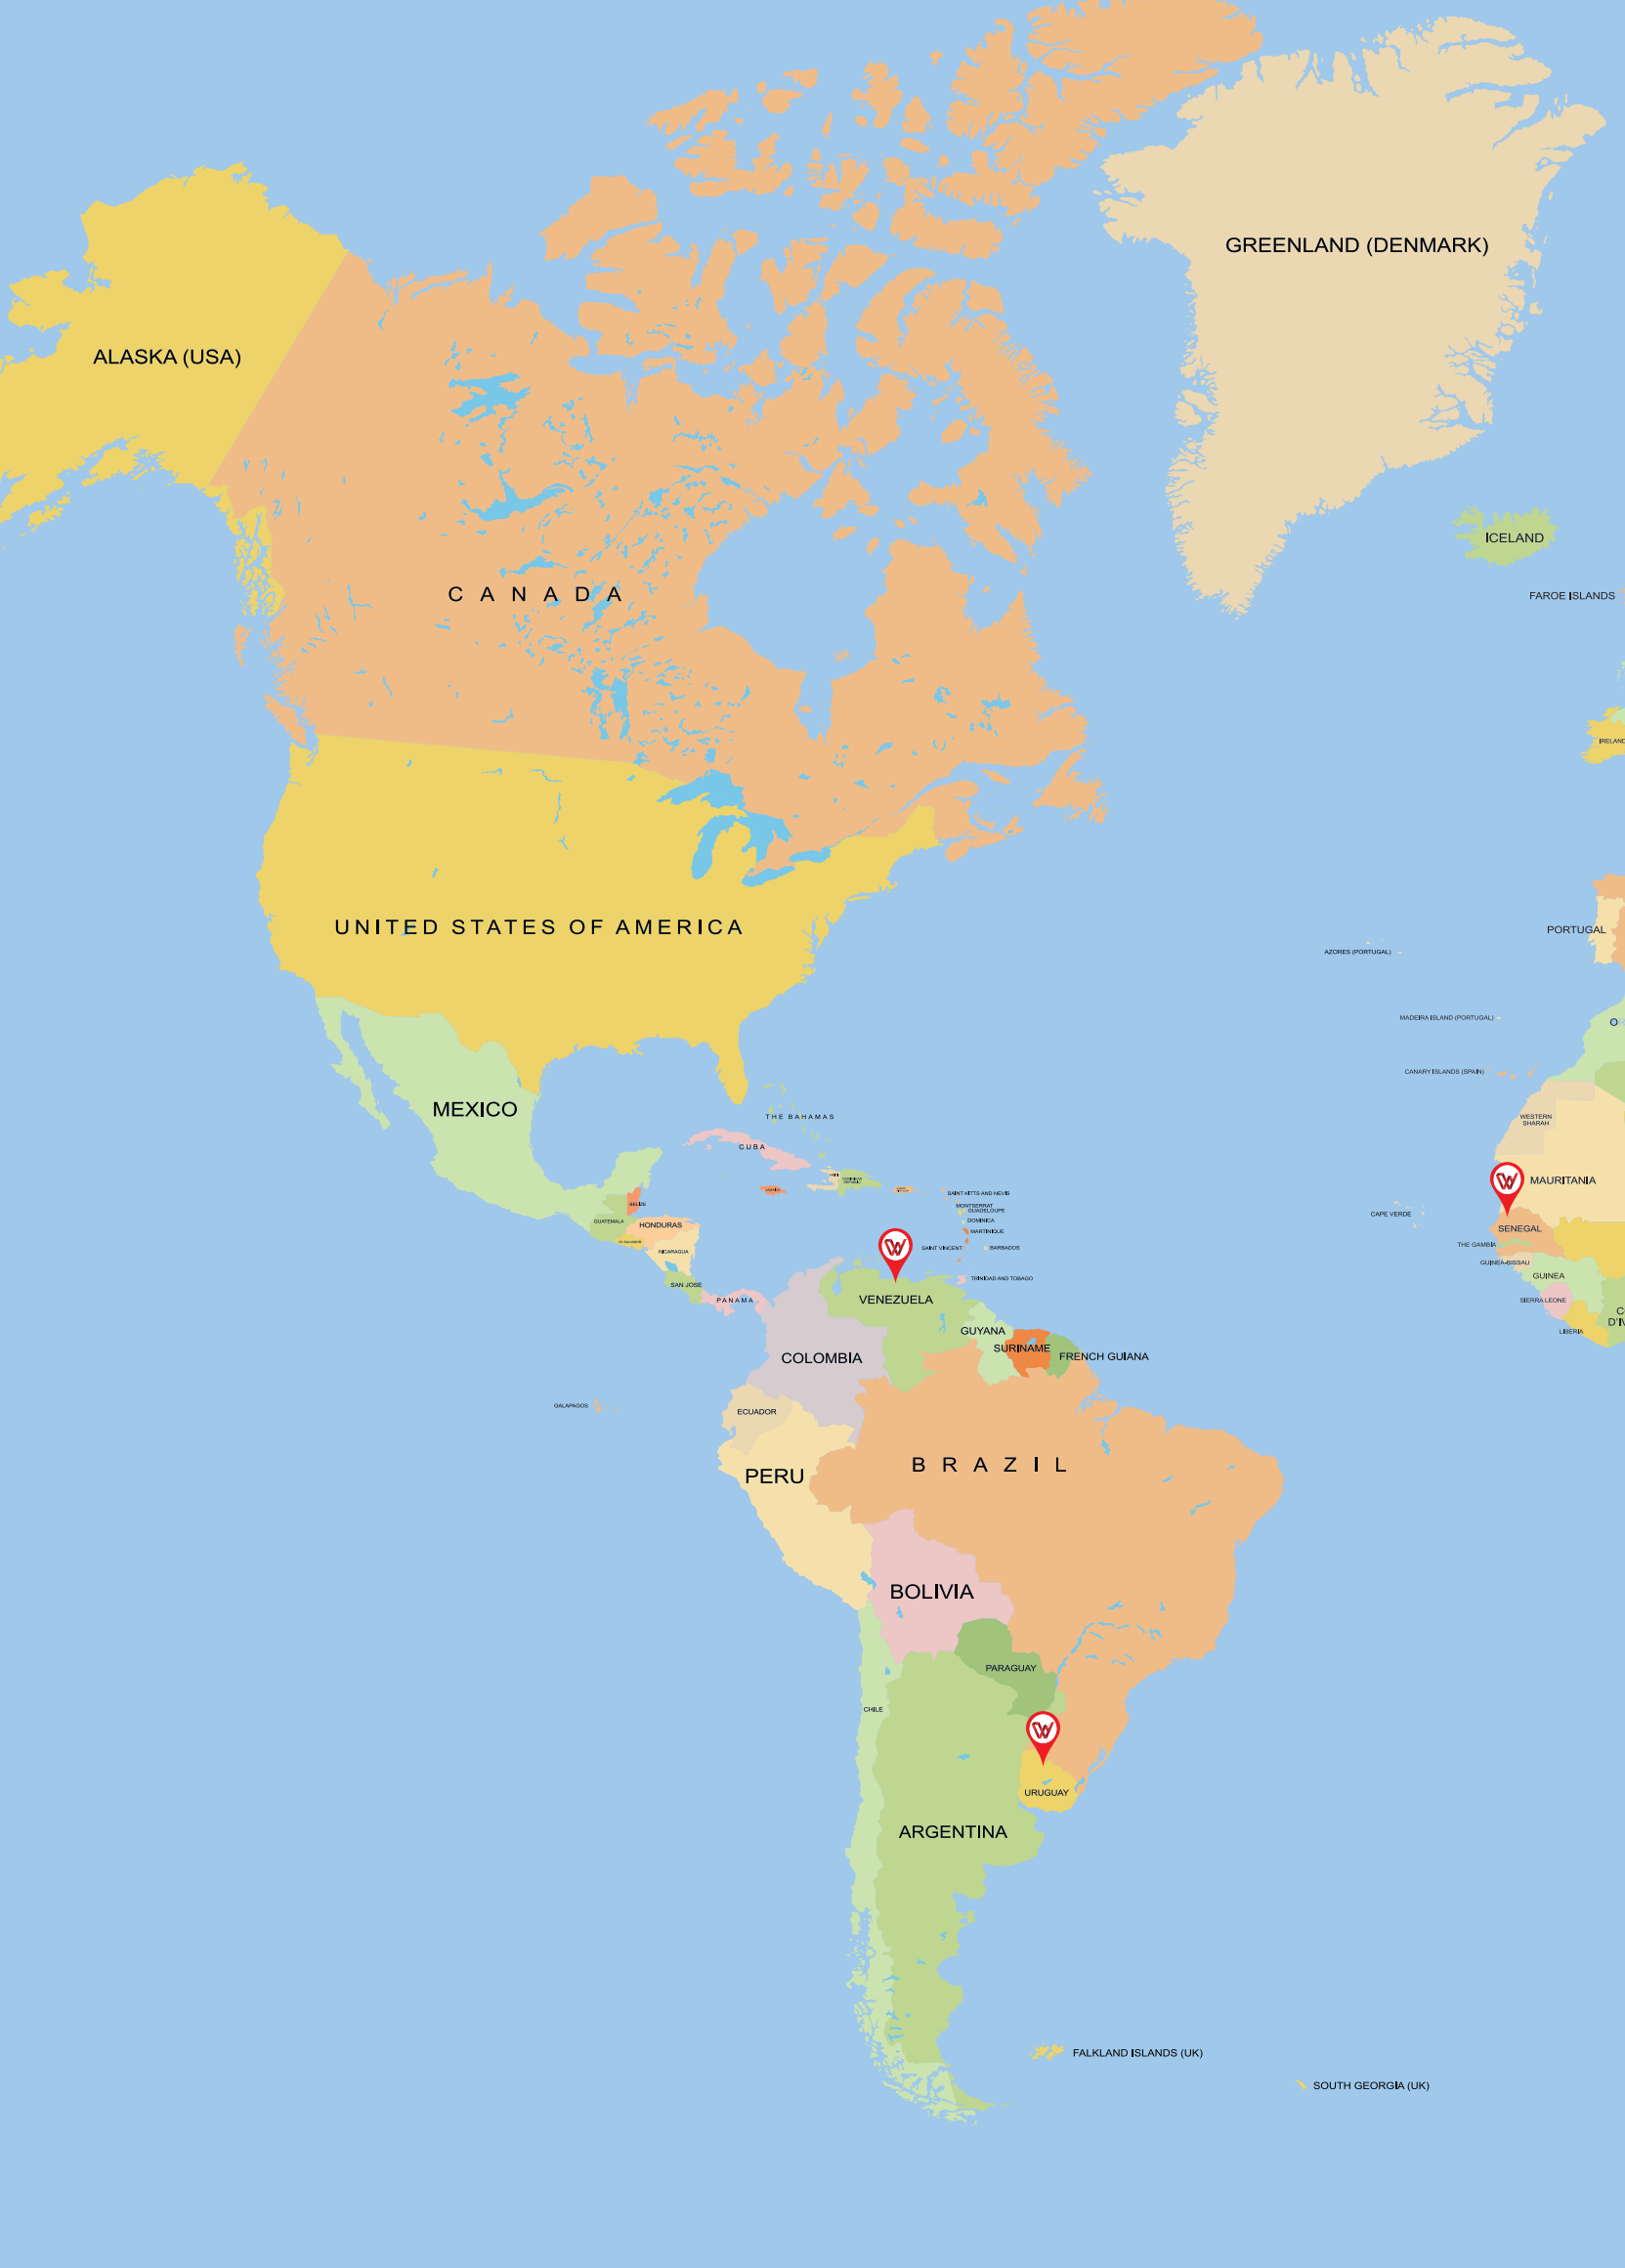 GREENLAND (DENMARK)
ALASKA (USA)
ICELAND
C A N A D A
FAROE ISLANDS
IRELAND
UNITED STATES OF AMERICA
PORTUGAL
AZORES (PORTUGAL)
MADEIRA ISLAND (PORTUGAL)
CANARY ISLANDS (SPAIN)
MEXICO
THE BAHAMAS
WESTERN
SHARAH
CUBA
MAURITANIA
SAINT KITTS AND NEVIS
BELIZE
MONTSERRAT
GUADELOUPE
CAPE VERDE
DOMINICA
GUATEMALA
HONDURAS
SENEGAL
MARTINIQUE
THE GAMBIA
SAINT VINCENT
BARBADOS
NICARAGUA
GUINEA-BISSAU
GUINEA
TRINIDAD AND TOBAGO
SAN JOSE
PANAMA
VENEZUELA
SIERRA LEONE
GUYANA
LIBERIA
SURINAME
FRENCH GUIANA
COLOMBIA
GALAPAGOS
ECUADOR
B R A Z I L
PERU
BOLIVIA
PARAGUAY
CHILE
URUGUAY
ARGENTINA
FALKLAND ISLANDS (UK)
SOUTH GEORGIA (UK)